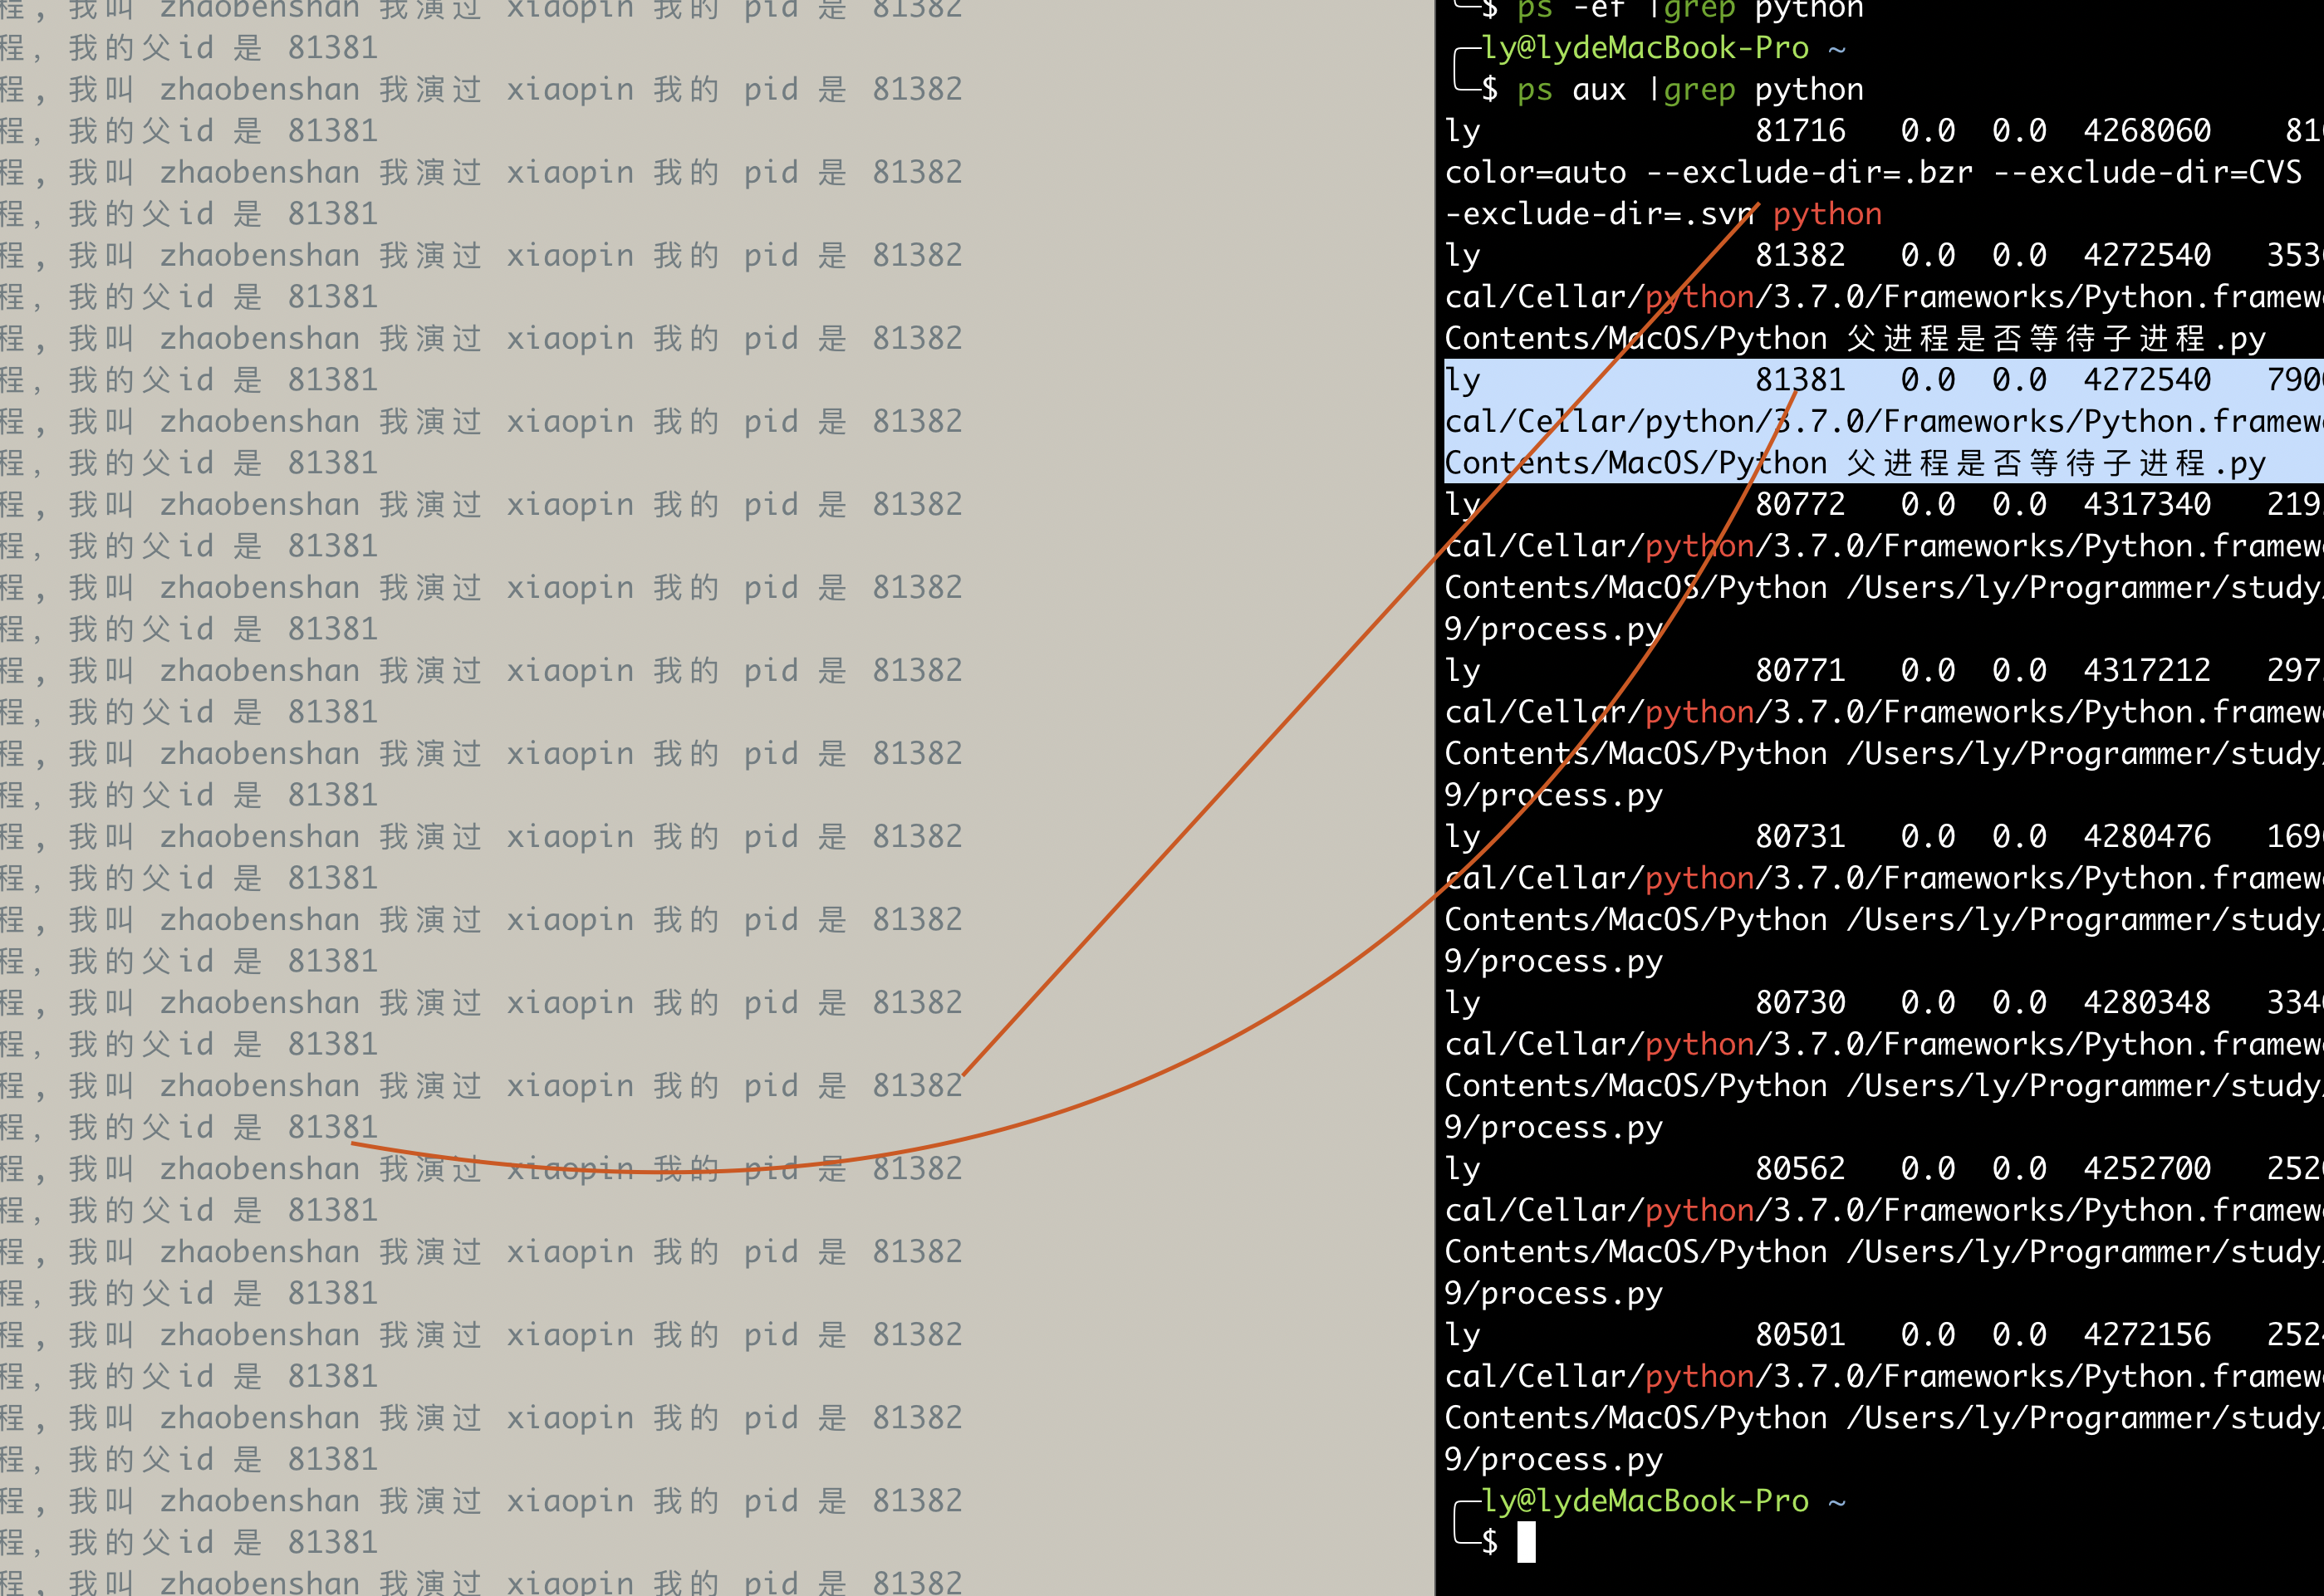 程, 我叫 zhaobenshan 我演过 xiaopin 我的 pid 是 81382
程, 我的父id 是 81381
程, 我叫 zhaobenshan 我演过 xiaopin 我的 pid 是 81382
程, 我的父id 是 81381
程, 我叫 zhaobenshan 我演过 xiaopin 我的 pid 是 81382
程, 我的父id 是 81381
程, 我叫 zhaobenshan 我演过 xiaopin 我的 pid 是 81382
程, 我的父id 是 81381
程, 我叫 zhaobenshan 我演过 xiaopin 我的 pid 是 81382
程, 我的父id 是 81381
程, 我叫 zhaobenshan 我演过 xiaopin 我的 pid 是 81382
程, 我的父id 是 81381
程, 我叫 zhaobenshan 我演过 xiaopin 我的 pid 是 81382
程, 我的父id 是 81381
程, 我叫 zhaobenshan 我演过 xiaopin 我的 pid 是 81382
程, 我的父id 是 81381
程, 我叫 zhaobenshan 我演过 xiaopin 我的 pid 是 81382
程, 我的父id 是 81381
程, 我叫 zhaobenshan 我演过 xiaopin 我的 pid 是 81382
程, 我的父id 是 81381
程, 我叫 zhaobenshan 我演过 xiaopin 我的 pid 是 81382
程, 我的父id 是 81381
程, 我叫 zhaobenshan 我演过 xiaopin 我的 pid 是 81382
程, 我的父id 是 81381
程, 我叫 zhaobenshan 我演过 xiaopin 我的 pid 是 81382
程, 我的父id 是 81381
程, 我叫 zhaobenshan 我演过 xiaopin 我的 pid 是 81382
程, 我的父id 是 81381
程, 我叫 zhaobenshan 我演过 xiaopin 我的 pid 是 81382
程, 我的父id 是 81381
程, 我叫 zhaobenshan 我演过 xiaopin 我的 pid 是 81382
程, 我的父id 是 81381
程, 我叫 zhaobenshan 我演过 xiaopin 我的 pid 是 81382
程, 我的父id 是 81381
程, 我叫 zhaobenshan 我演过 xiaopin 我的 pid 是 81382
程, 我的父id 是 81381
程, 我叫 zhaobenshan 我演过 xiaopin 我的 pid 是 81382
程, 我的父id 是 81381
程, 我叫 zhaobenshan 我演过 xiaopin 我的 pid 是 81382
$ ps -ef |grep python
ly@lydeMacBook-Pro ~
$ ps aux |grep python
ly 81716 0.0 0.0 4268060
color=auto --exclude-dir=.bzr --exclude-dir=CVS
-exclude-dir=.svn python
ly 81382 0.0 0.0 4272540
cal/Cellar/python/3.7.0/Frameworks/Python.framew
Contents/MacOS/Python 父进程是否等待子进程.py
ly 81381 0.0 0.0 4272540
cal/Cellar/python/3.7.0/Frameworks/Python.framew
Contents/MacOS/Python 父进程是否等待子进程.py
ly 80772 0.0 0.0 4317340
cal/Cellar/python/3.7.0/Frameworks/Python.framew
Contents/MacOS/Python /Users/ly/Programmer/study/
9/process.py
ly 80771 0.0 0.0 4317212
cal/Cellar/python/3.7.0/Frameworks/Python.framew
Contents/MacOS/Python /Users/ly/Programmer/study/
9/process.py
ly 80731 0.0 0.0 4280476
cal/Cellar/python/3.7.0/Frameworks/Python.framew
Contents/MacOS/Python /Users/ly/Programmer/study/
9/process.py
ly 80730 0.0 0.0 4280348
cal/Cellar/python/3.7.0/Frameworks/Python.framew
Contents/MacOS/Python /Users/ly/Programmer/study/
9/process.py
ly 80562 0.0 0.0 4252700
cal/Cellar/python/3.7.0/Frameworks/Python.framew
Contents/MacOS/Python /Users/ly/Programmer/study/
9/process.py
ly 80501 0.0 0.0 4272156
cal/Cellar/python/3.7.0/Frameworks/Python.framew
Contents/MacOS/Python /Users/ly/Programmer/study/
9/process.py
ly@lydeMacBook-Pro ~
$